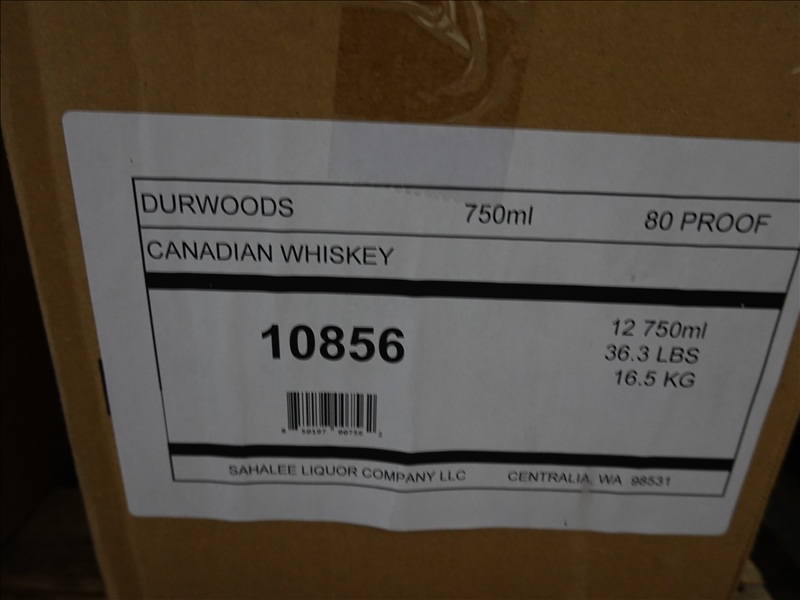 DURWOODS 750ml 80 PROOF
CANADIAN WHISKEY
10856
12 750ml
36.3 LBS
16.5 KG
SAHALEE LIQUOR COMPANY LLC CENTRALIA, WA 98531